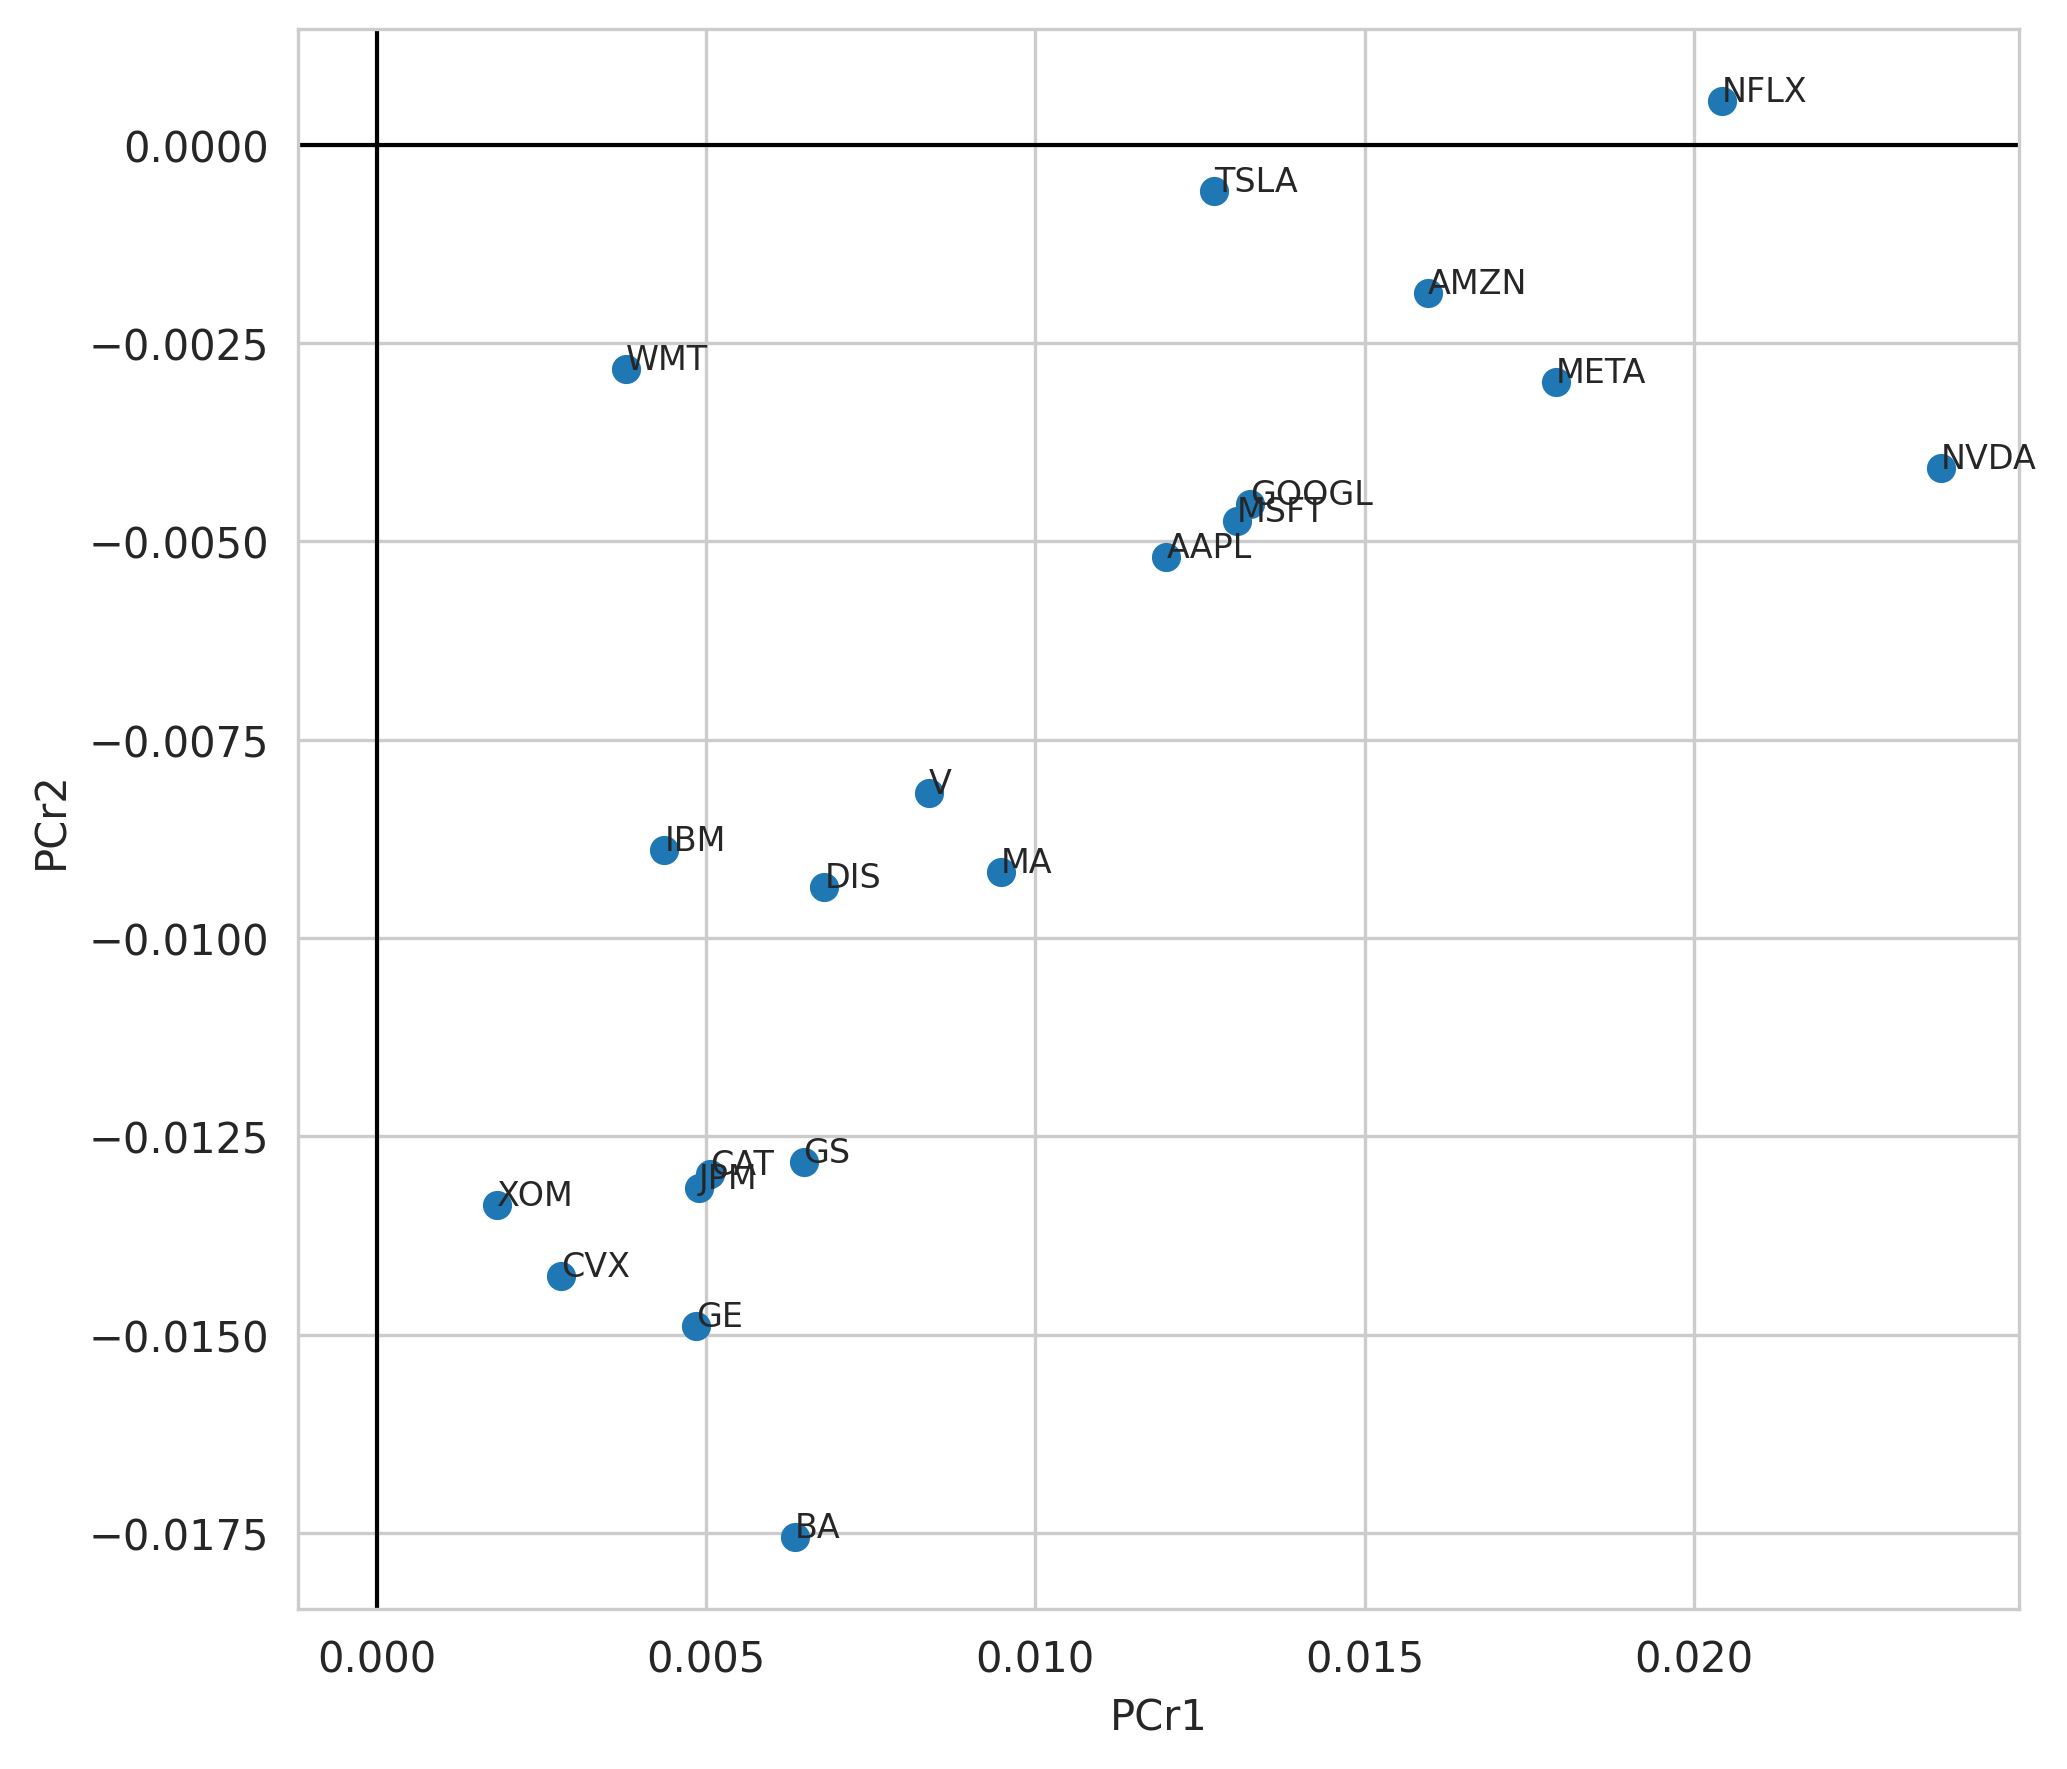 NFLX
0.0000
TSLA
AMZN
−0.0025
WMT
META
NVDA
GOOGL
MSFT
−0.0050
AAPL
−0.0075
V
PCr2
IBM
MA
DIS
−0.0100
−0.0125
GS
CAT
JPM
XOM
CVX
GE
−0.0150
BA
−0.0175
0.000 0.005 0.010 0.015 0.020
PCr1